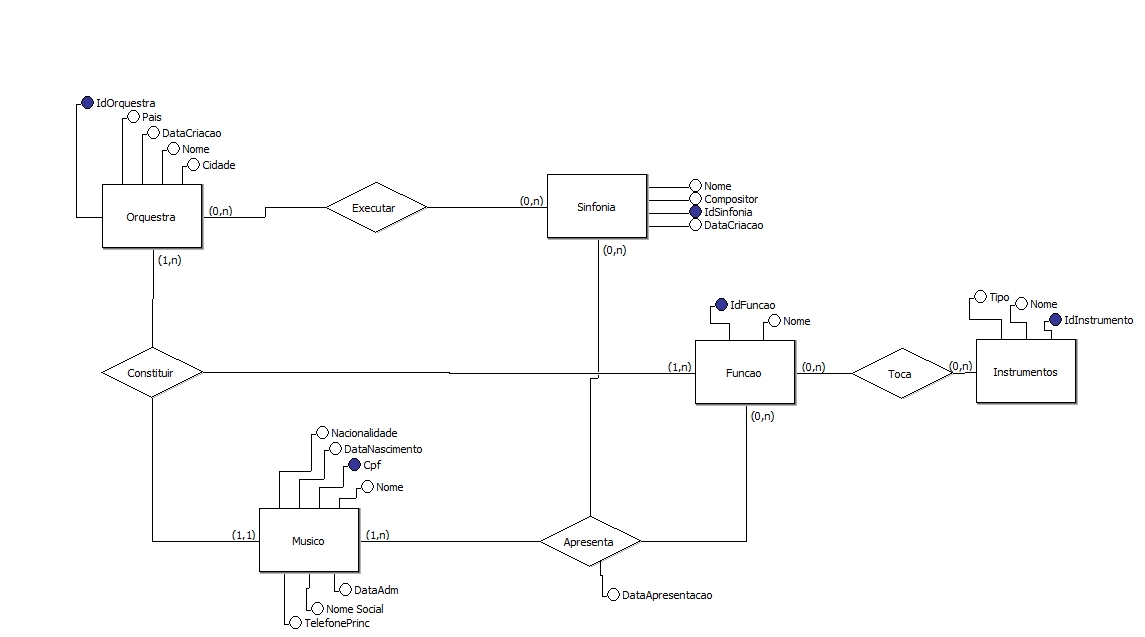 IdOrquestra
Pais
DataCriacao
Nome
Cidade
Orquestra
(0,n)
(1,n)
Executar
(0,n)
Sinfonia
Nome
Compositor
IdSinfonia
DataCriacao
(0,n)
Constituir
(1,n)
IdFuncao
Nome
Funcao
(0,n)
(0,n)
Toca
(0,n)
Tipo
Nome
IdInstrumento
Instrumentos
Nacionalidade
DataNascimento
Cpf
Nome
(1,1)
Musico
(1,n)
DataAdm
Nome Social
TelefonePrinc
Apresenta
DataApresentacao